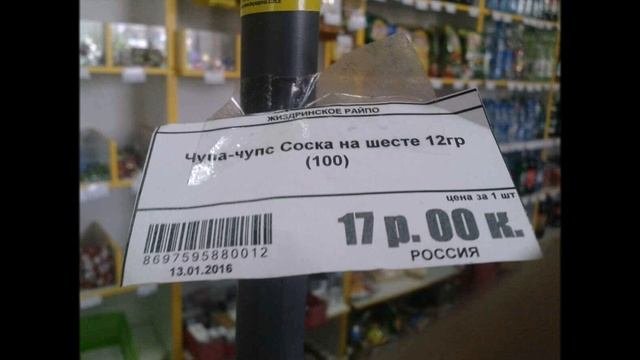 ЖИЗДРИНСКОЕ РАЙПО
Чупа-чупс Соска на шесте 12гр
(100)
цена за 1 шт
17 р. 00 к.
РОССИЯ
8697595880012
13.01.2016